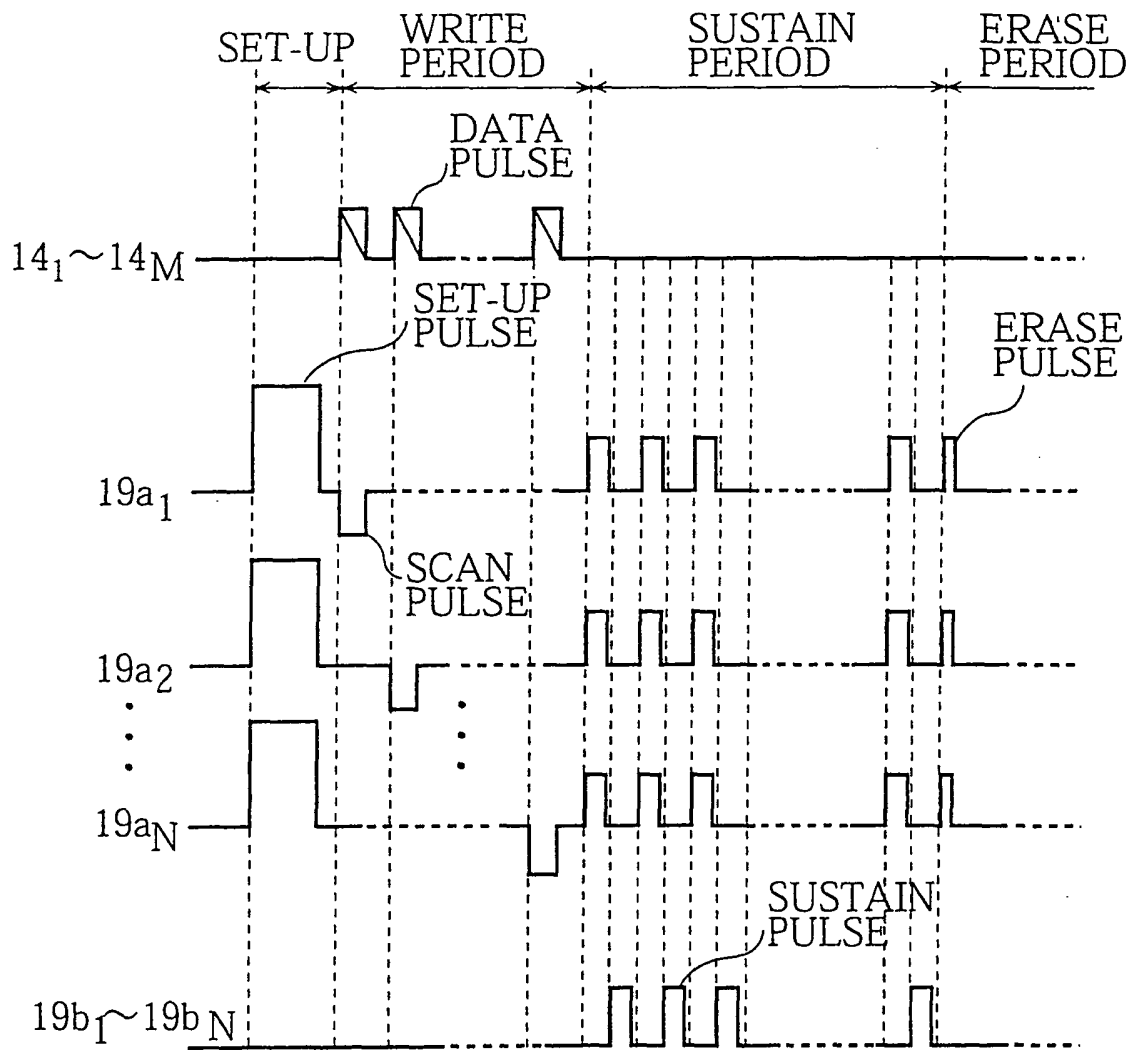 SET-UP
WRITE
PERIOD
SUSTAIN
PERIOD
ERASE
PERIOD
DATA
PULSE
14₁~14M
SET-UP
PULSE
ERASE
PULSE
19a₁
SCAN
PULSE
19a₂
19aN
SUSTAIN
PULSE
19b₁~19bN